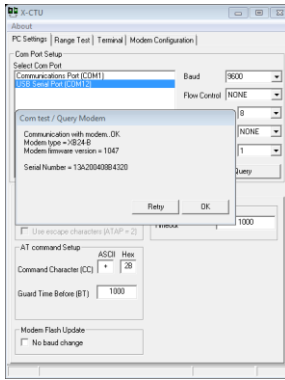 X-CTU
About
PC Settings Range Test Terminal Modem Configuration
Com Port Setup
Select Com Port
Communications Port (COM1)
USB Serial Port (COM12)
Baud 9600
Flow Control NONE
8
NONE
1
Com test / Query Modem
Communication with modem..OK
Modem type = XB24-B
Modem firmware version = 1047
Serial Number = 13A200408B4320
Retry OK
Use escape characters (ATAP = 2)
Timeout 1000
AT command Setup
ASCII Hex
Command Character (CC) + 2B
Guard Time Before (BT) 1000
Modem Flash Update
No baud change